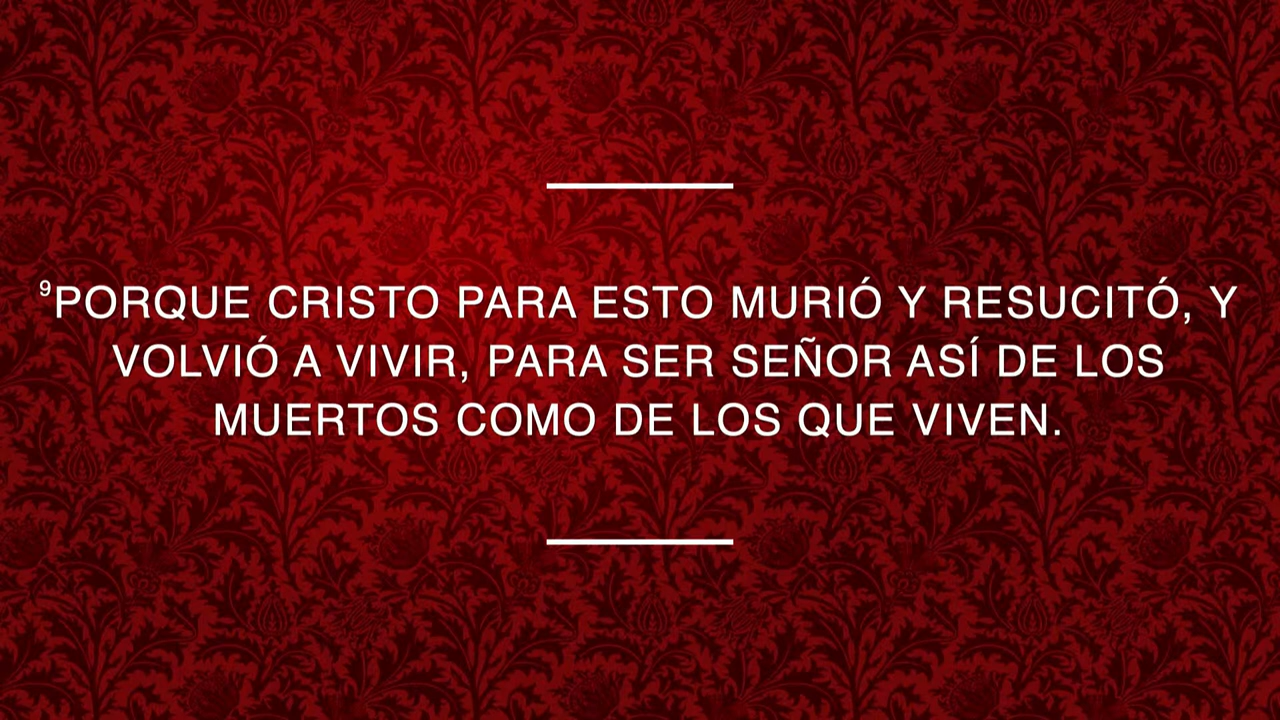 ⁹PORQUE CRISTO PARA ESTO MURIÓ Y RESUCITÓ, Y
VOLVIÓ A VIVIR, PARA SER SEÑOR ASÍ DE LOS
MUERTOS COMO DE LOS QUE VIVEN.